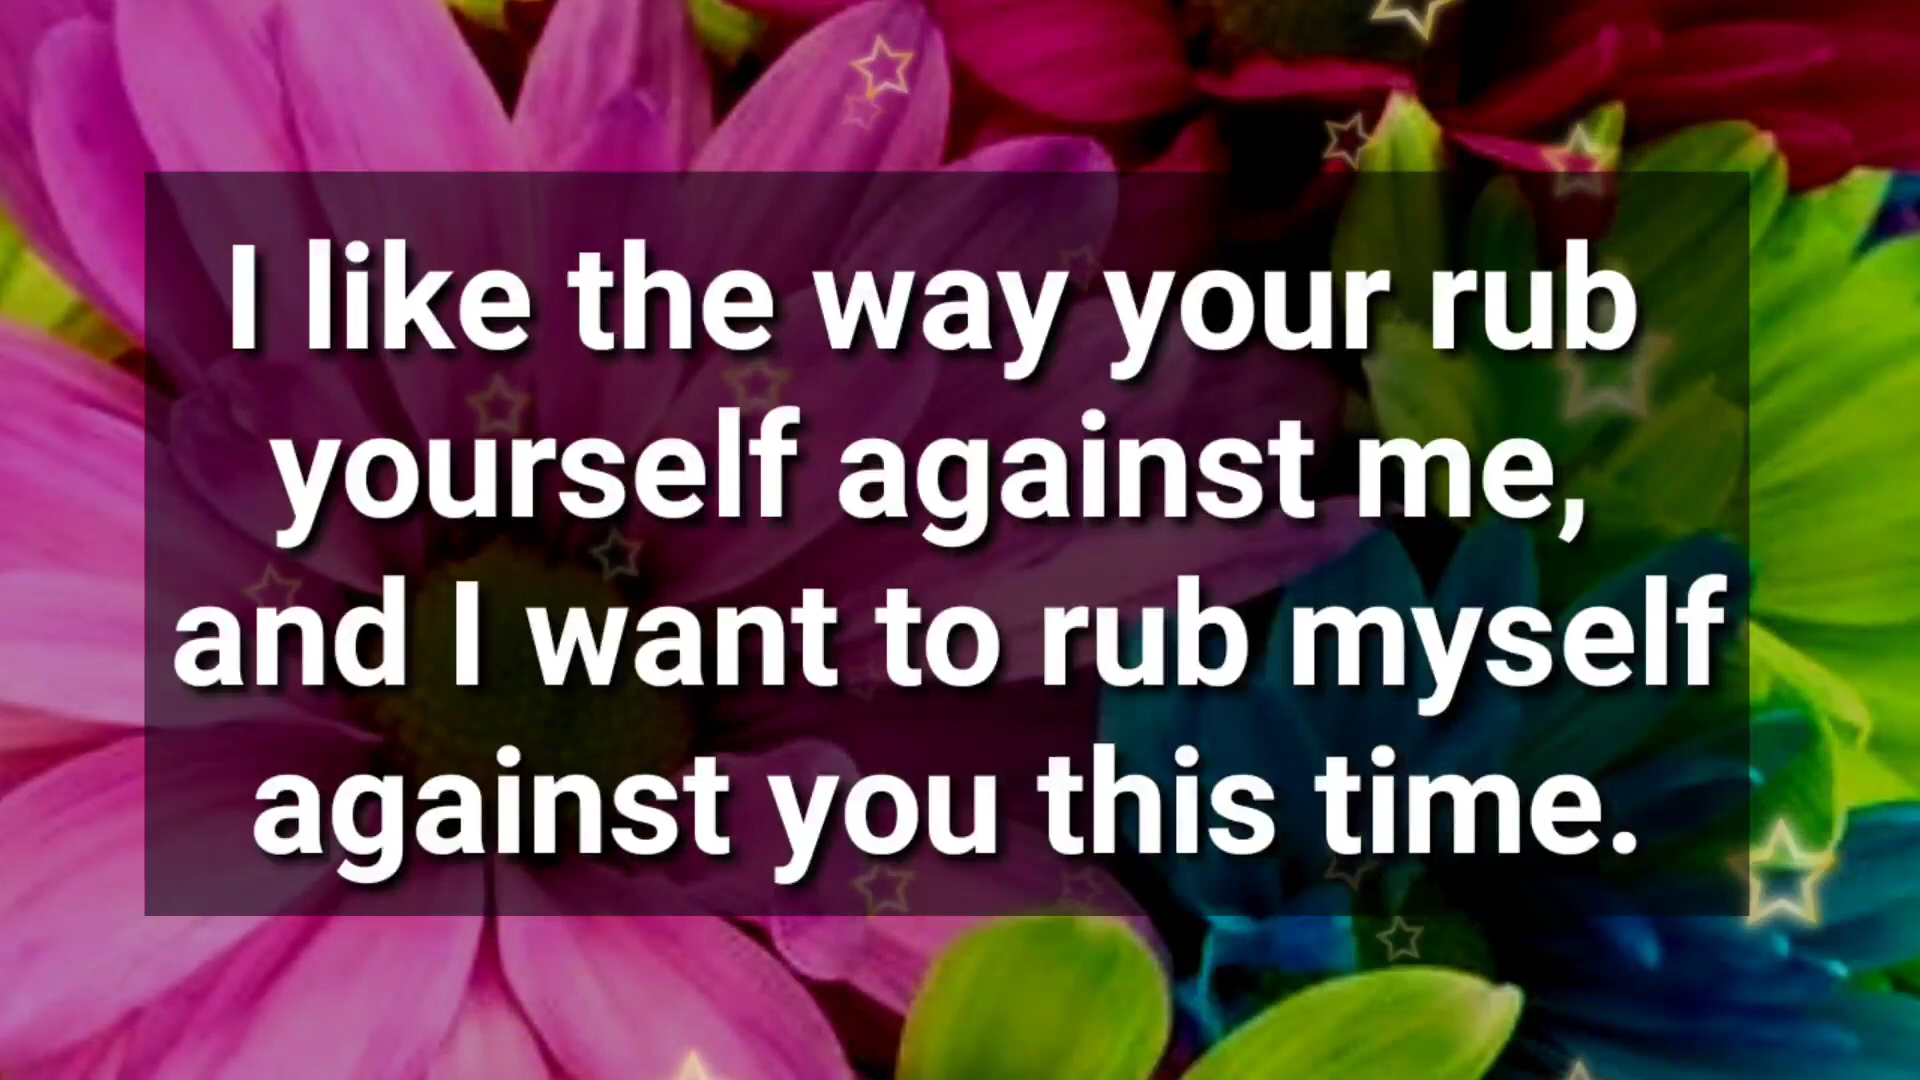 I like the way your rub
yourself against me,
and I want to rub myself
against you this time.